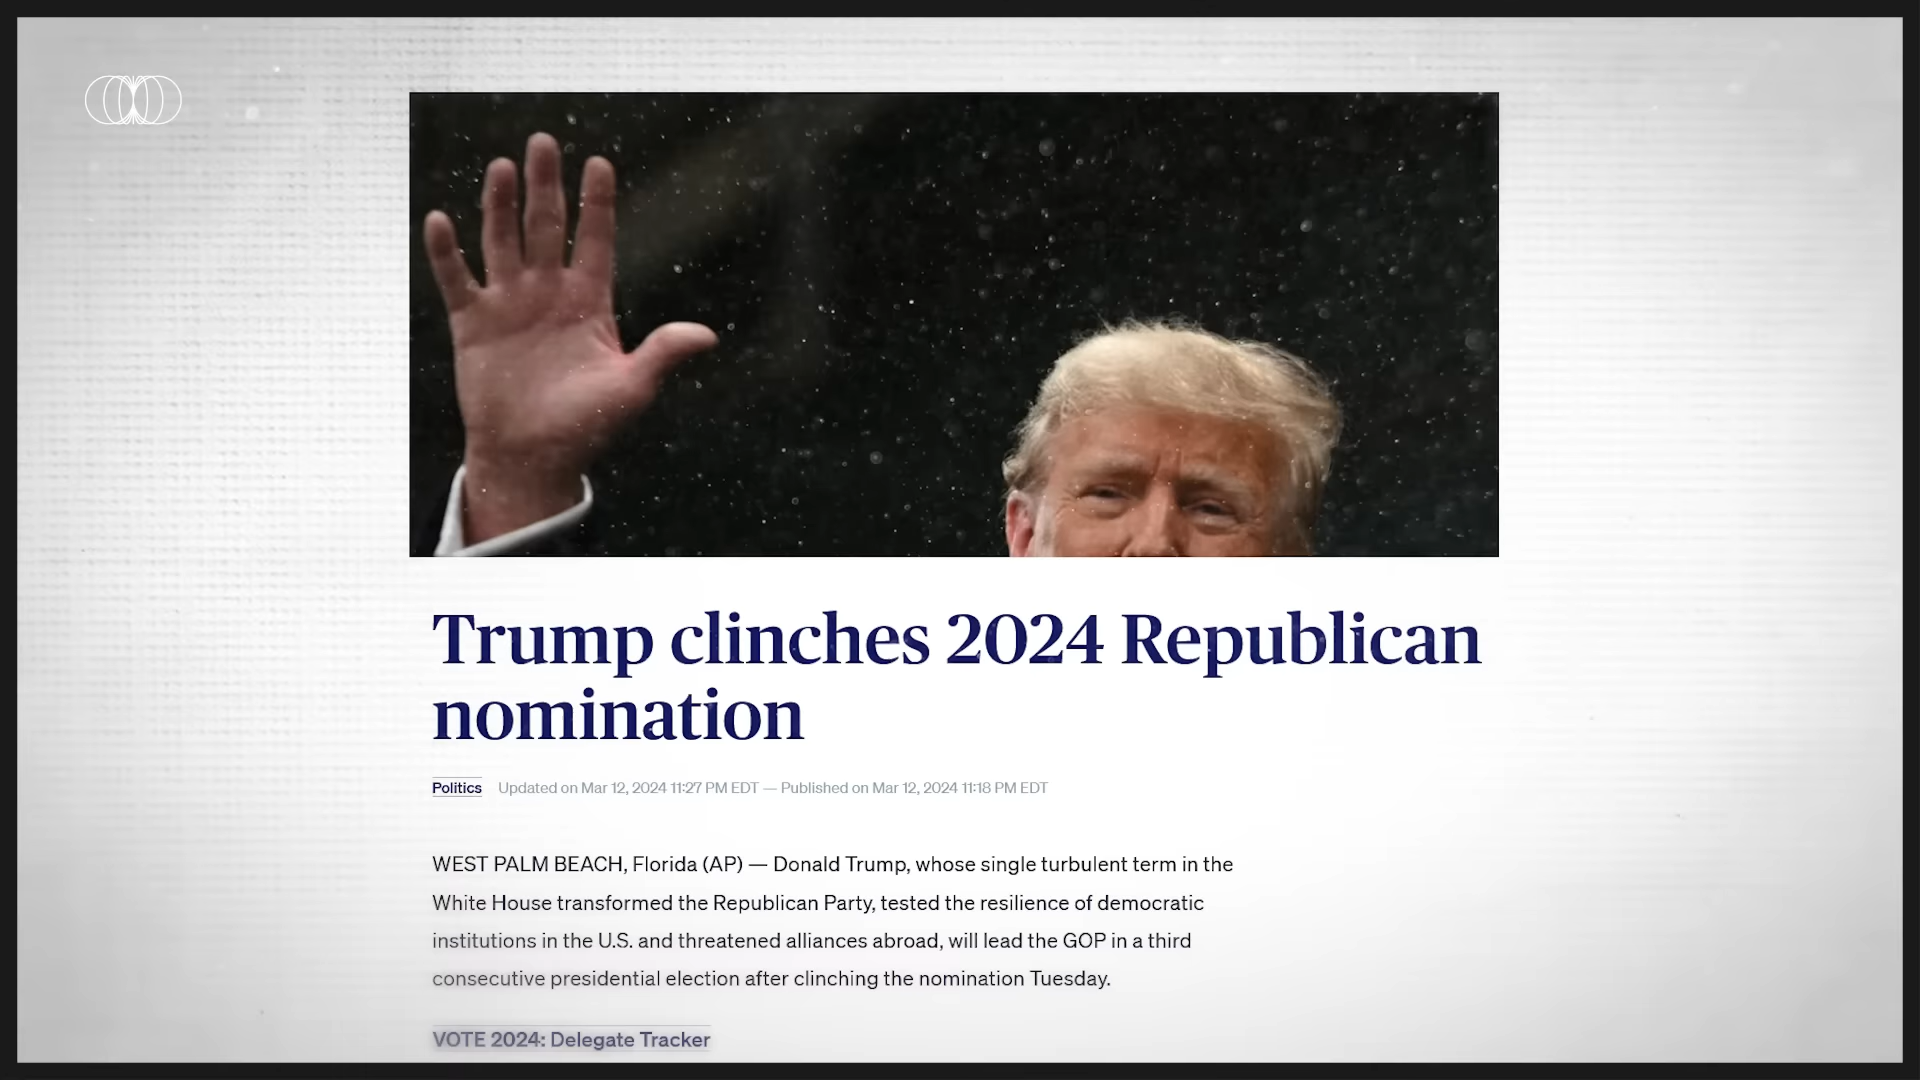 Trump clinches 2024 Republican
nomination
Politics Updated on Mar 12, 2024 11:27 PM EDT — Published on Mar 12, 2024 11:18 PM EDT
WEST PALM BEACH, Florida (AP) — Donald Trump, whose single turbulent term in the
White House transformed the Republican Party, tested the resilience of democratic
institutions in the U.S. and threatened alliances abroad, will lead the GOP in a third
consecutive presidential election after clinching the nomination Tuesday.
VOTE 2024: Delegate Tracker